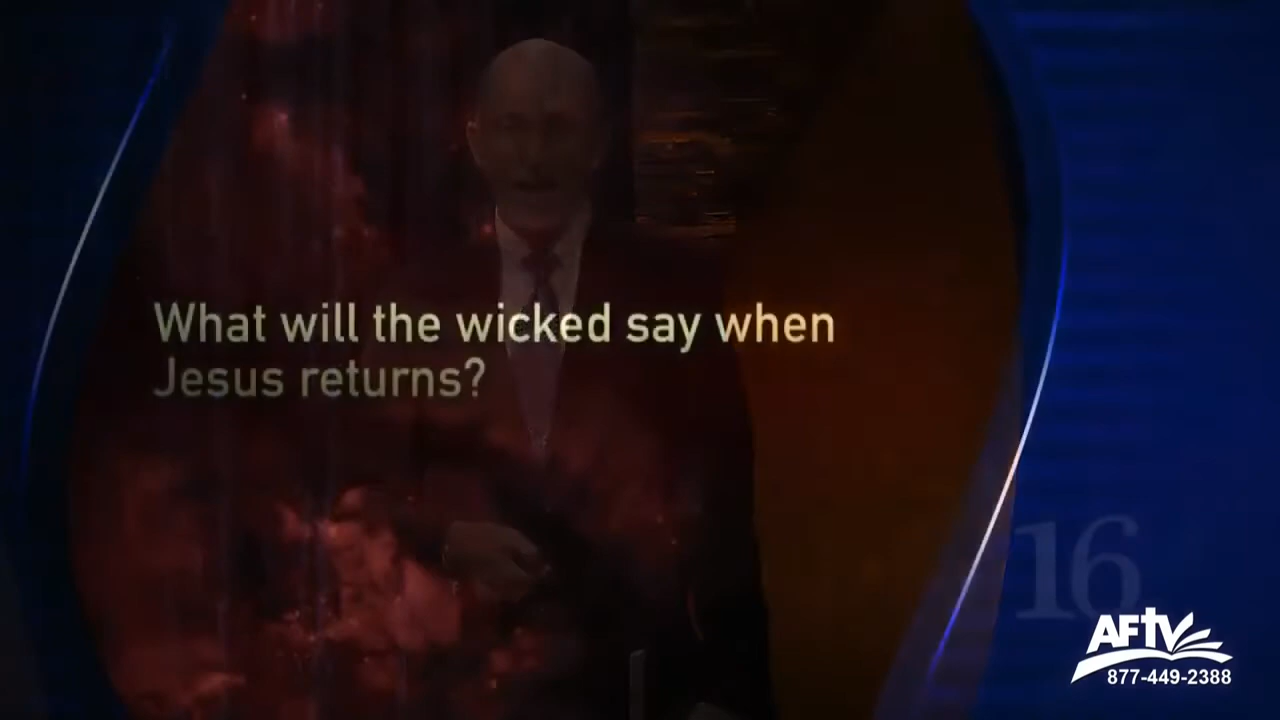 What will the wicked say when
Jesus returns?
16
AFTV
877-449-2388